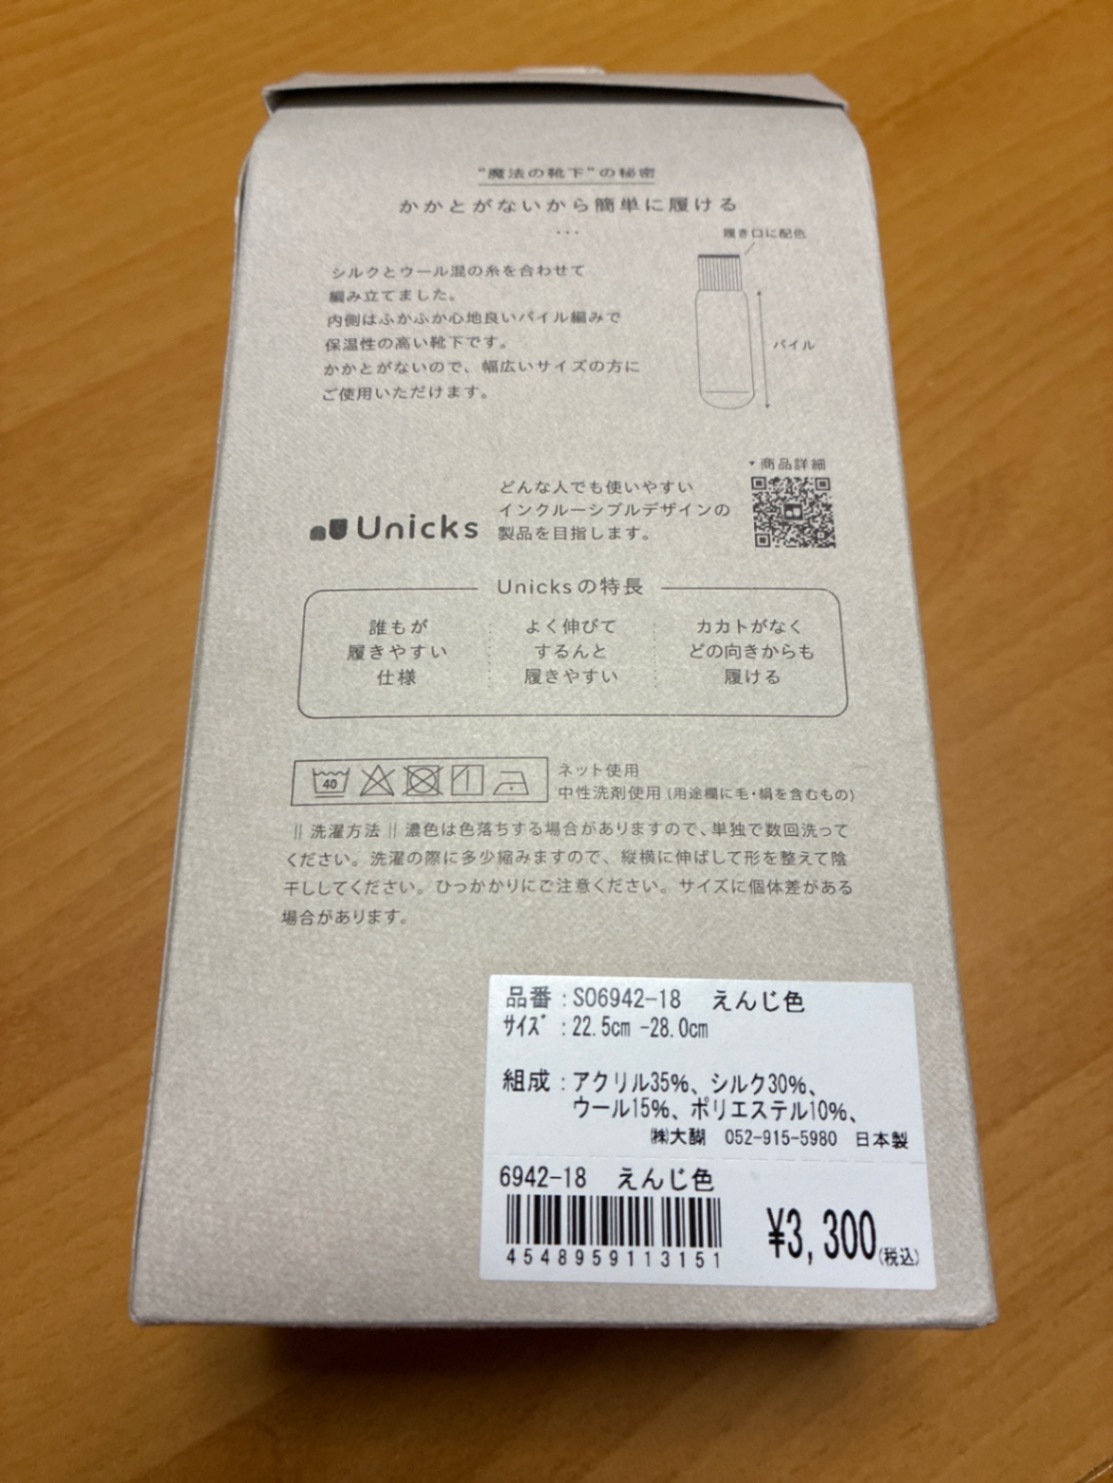 “魔法の靴下”の秘密
かかとがないから簡単に履ける
...
履き口に配色
シルクとウール混の糸を合わせて
編み立てました。
内側はふかふか心地良いパイル編みで
保温性の高い靴下です。
かかとがないので、幅広いサイズの方に
ご使用いただけます。
パイル
▼商品詳細
Unicks
どんな人でも使いやすい
インクルーシブルデザインの
製品を目指します。
Unicksの特長
誰もが
履きやすい
仕様
よく伸びて
するんと
履きやすい
カカトがなく
どの向きからも
履ける
40
ネット使用
中性洗剤使用(用途欄に毛・絹を含むもの)
‖洗濯方法‖濃色は色落ちする場合がありますので、単独で数回洗って
ください。洗濯の際に多少縮みますので、縦横に伸ばして形を整えて陰
干ししてください。ひっかかりにご注意ください。サイズに個体差がある
場合があります。
品番:SO6942-18 えんじ色
サイズ:22.5cm -28.0cm
組成:アクリル35%、シルク30%、
ウール15%、ポリエステル10%、
㈱大醐 052-915-5980 日本製
6942-18 えんじ色
4548959113151
¥3,300(税込)